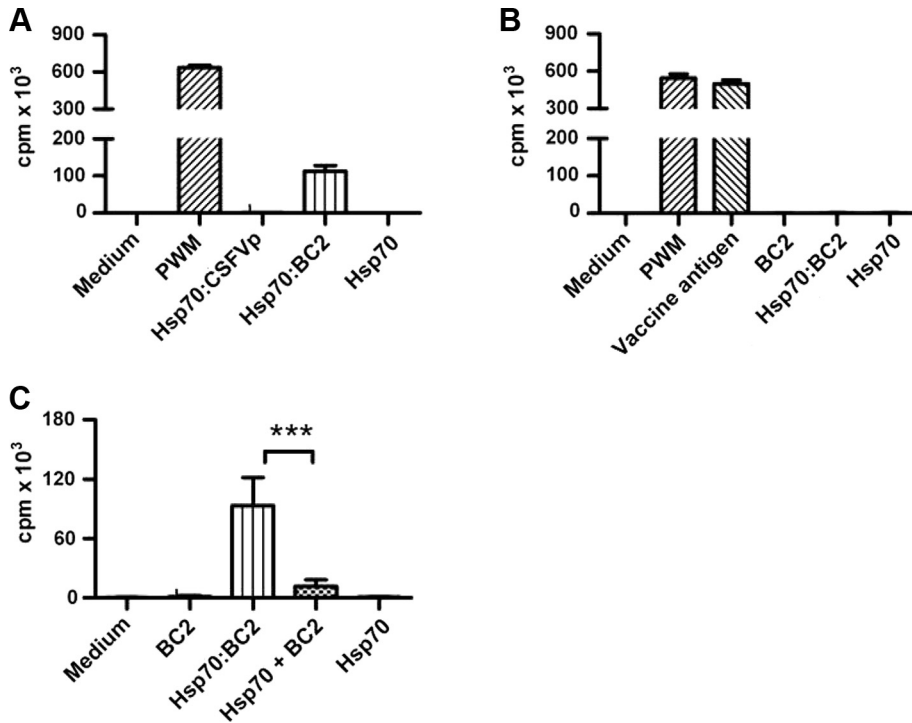 A
cpm x 10³
900
600
300
200
100
0
Medium
PWM
Hsp70:CSFVp
Hsp70:BC2
Hsp70
B
cpm x 10³
900
600
300
200
100
0
Medium
PWM
Vaccine antigen
BC2
Hsp70:BC2
Hsp70
C
cpm x 10³
180
120
60
0
***
Medium
BC2
Hsp70:BC2
Hsp70 + BC2
Hsp70